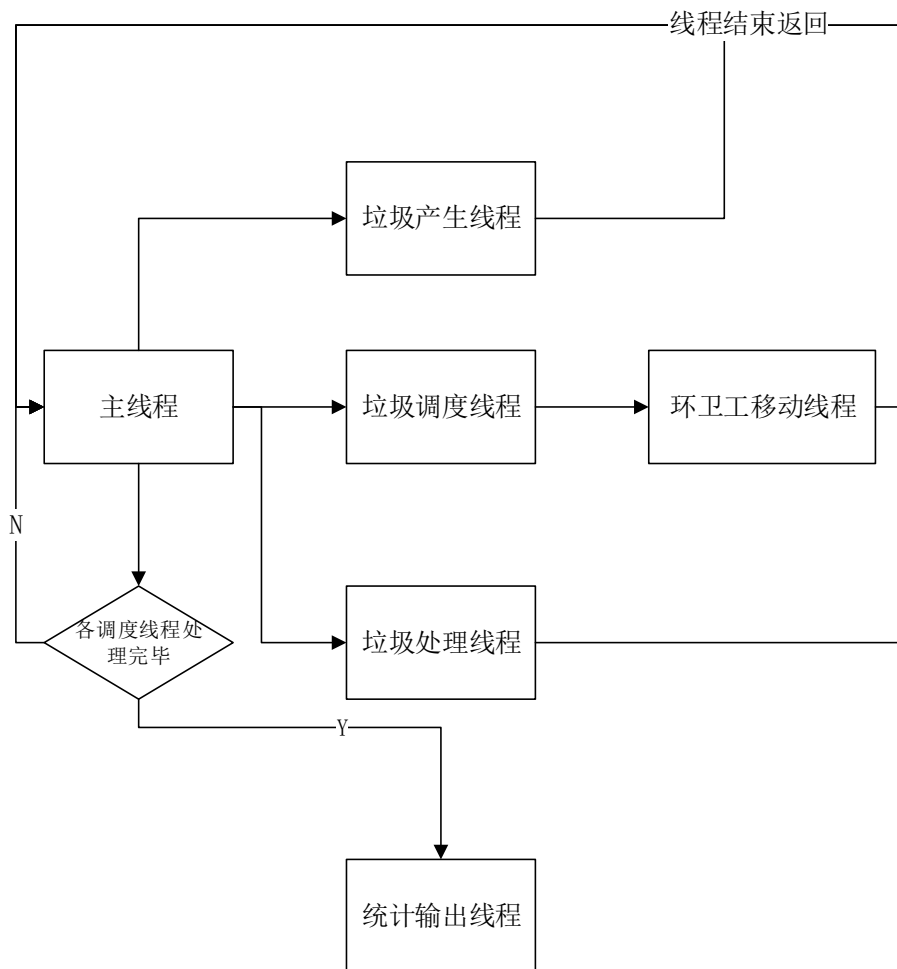 线程结束返回
垃圾产生线程
主线程
垃圾调度线程
环卫工移动线程
N
各调度线程处
理完毕
垃圾处理线程
Y
统计输出线程